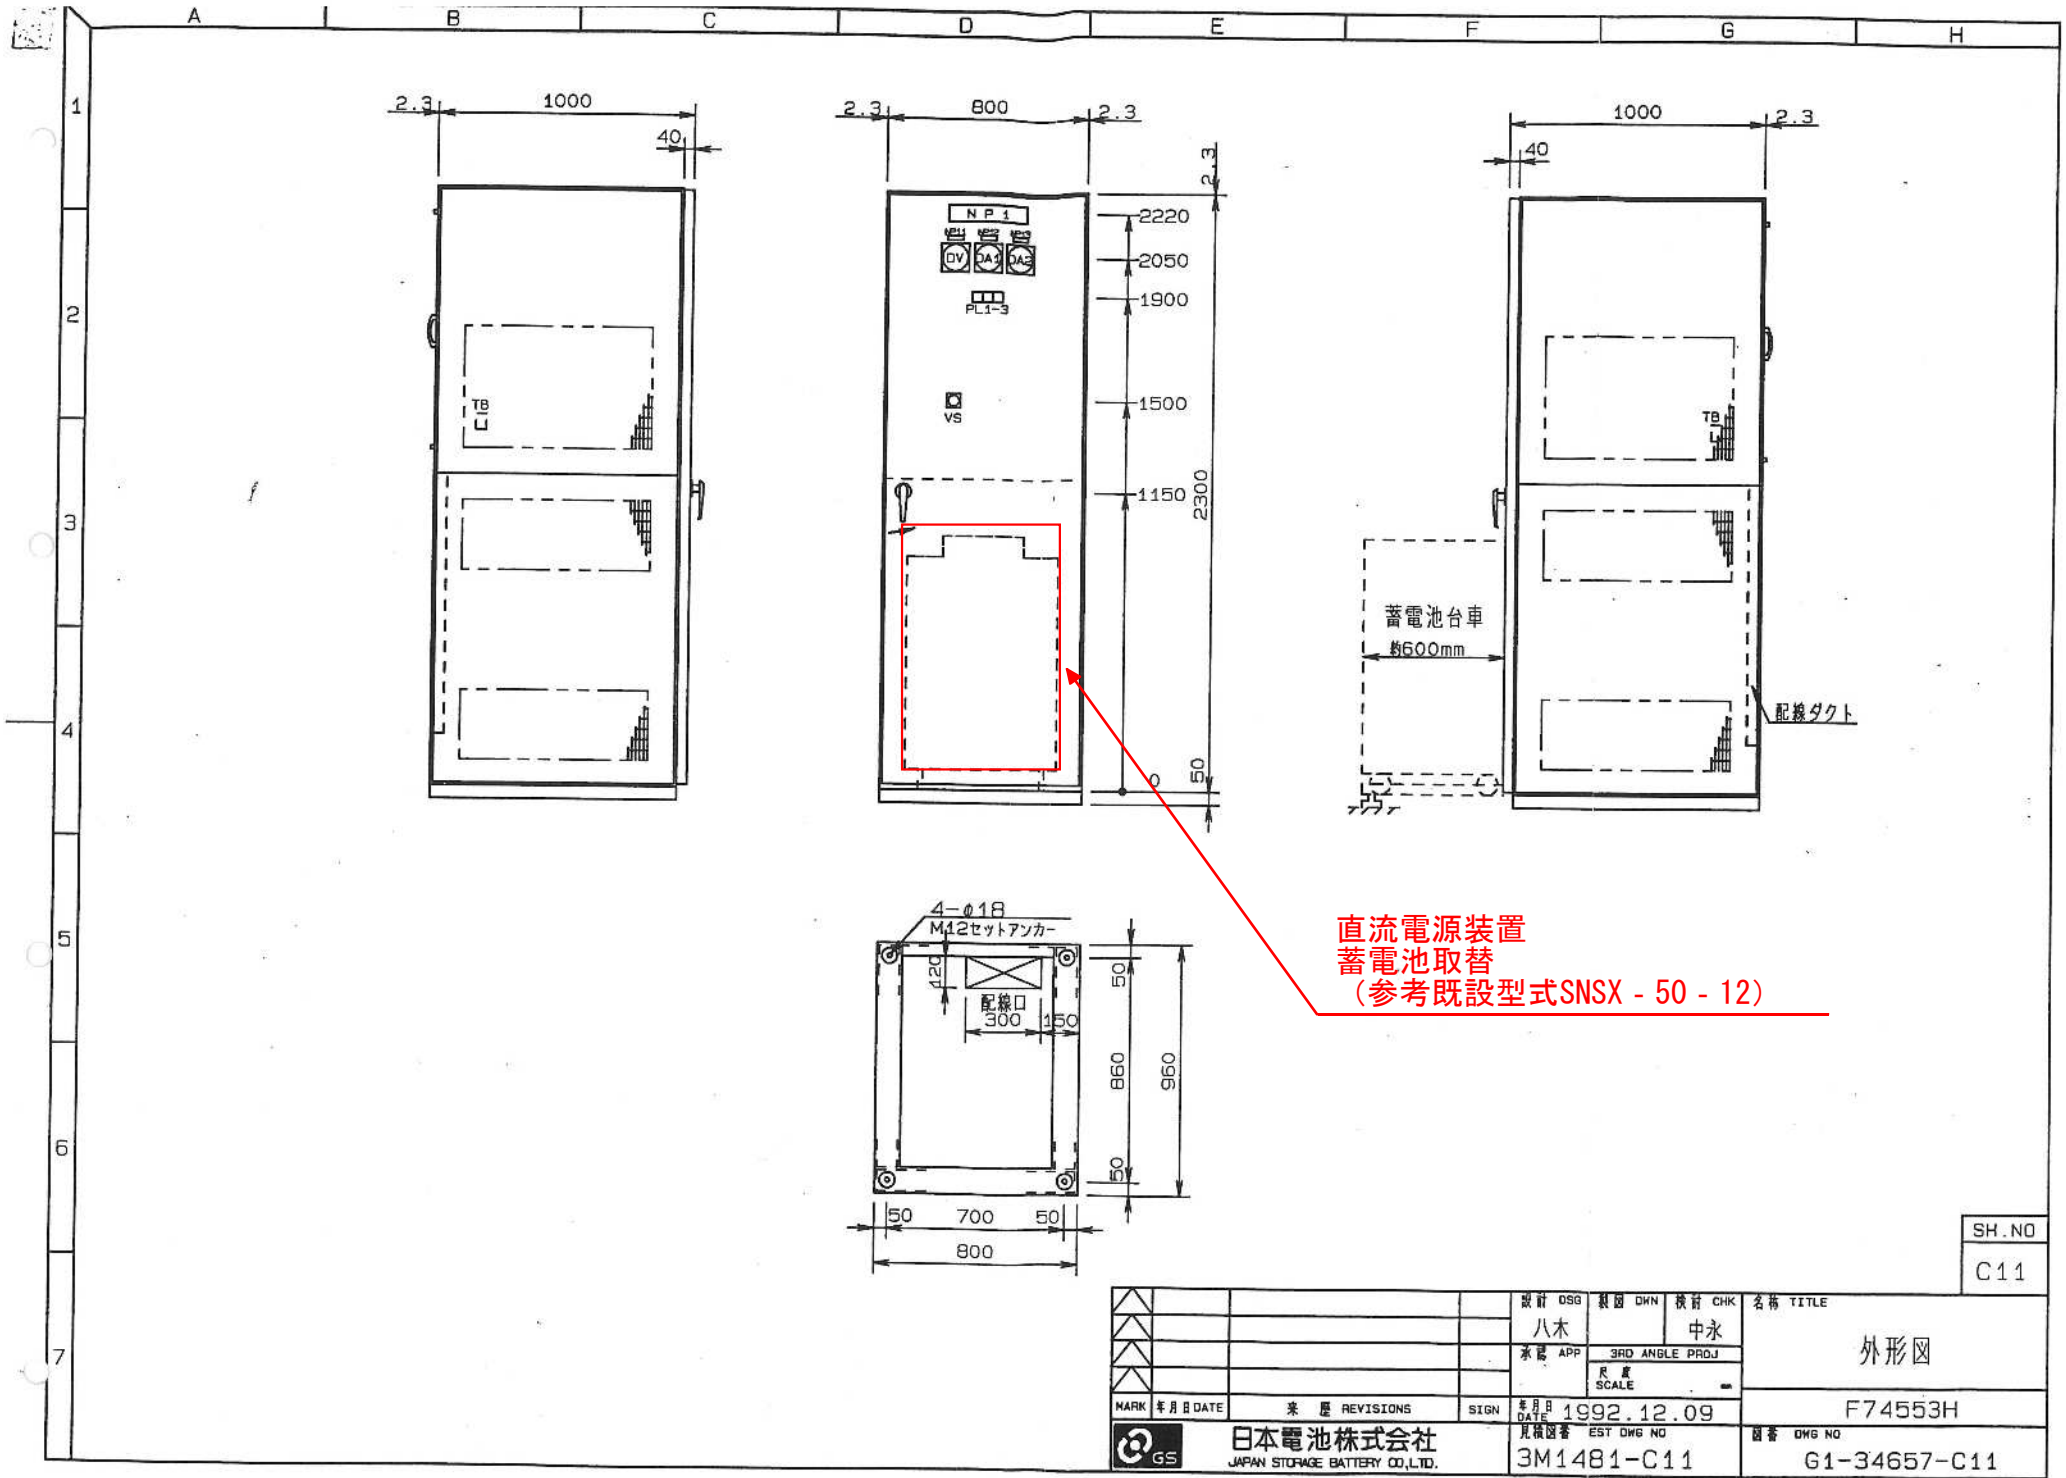 A B C D E F G H
1
2
3
4
5
6
7
2.3 1000
40
2.3 800 2.3
2.3
1000 2.3
40
N P 1
NP11 NP12 NP13
DV DA1 DA2
PL1-3
VS
2220
2050
1900
1500
1150
0
2300
50
TB
TB
蓄電池台車
約600mm
配線ダクト
4-φ18
M12セットアンカー
120
配線口
300 150
50
860
50
960
50 700 50
800
直流電源装置
蓄電池取替
（参考既設型式SNSX‐50‐12）
SH.NO
C11
設計 DSG 製図 DWN 検討 CHK 名称 TITLE
八木 中永
外形図
承認 APP 3RD ANGLE PROJ
尺度
SCALE
MARK 年月日DATE 来歴 REVISIONS SIGN 年月日 DATE 1992.12.09 F74553H
GS 日本電池株式会社
JAPAN STORAGE BATTERY CO.,LTD.
見積図番 EST DWG NO
3M1481-C11
図番 DWG NO
G1-34657-C11